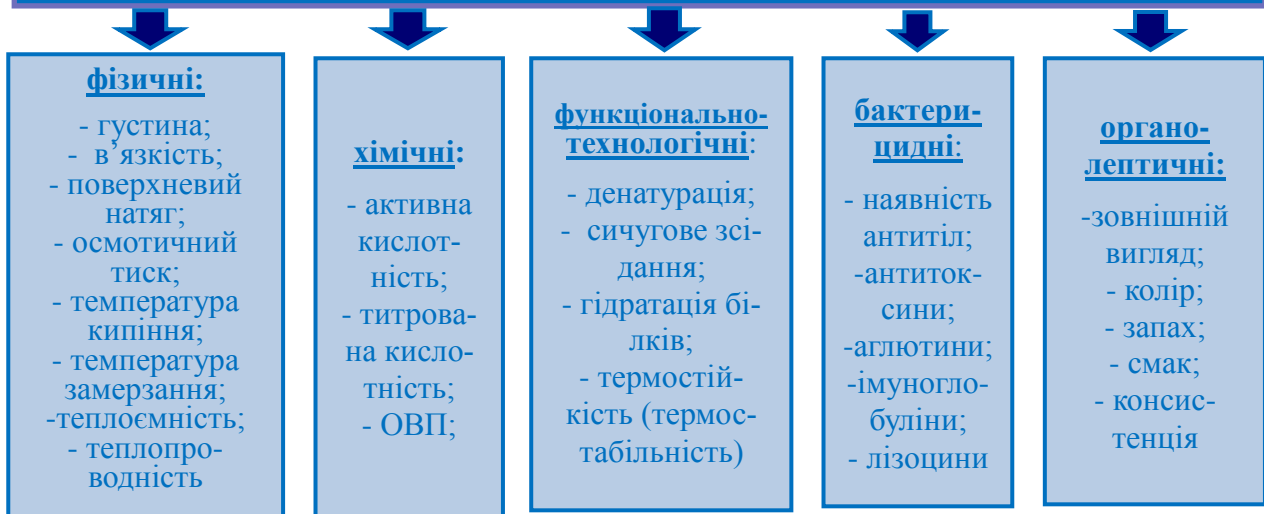 фізичні:
- густина;
- в’язкість;
- поверхневий
натяг;
- осмотичний
тиск;
- температура
кипіння;
- температура
замерзання;
-теплоємність;
- теплопро-
водність
хімічні:
- активна
кислот-
ність;
- титрова-
на кисло-
тність;
- ОВП;
функціонально-
технологічні:
- денатурація;
- сичугове зсі-
дання;
- гідратація бі-
лків;
- термостій-
кість (термос-
табільність)
бактери-
цидні:
- наявність
антитіл;
-антиток-
сини;
-аглютини;
-імуногло-
буліни;
- лізоцини
органо-
лептичні:
-зовнішній
вигляд;
- колір;
- запах;
- смак;
- консис-
тенція